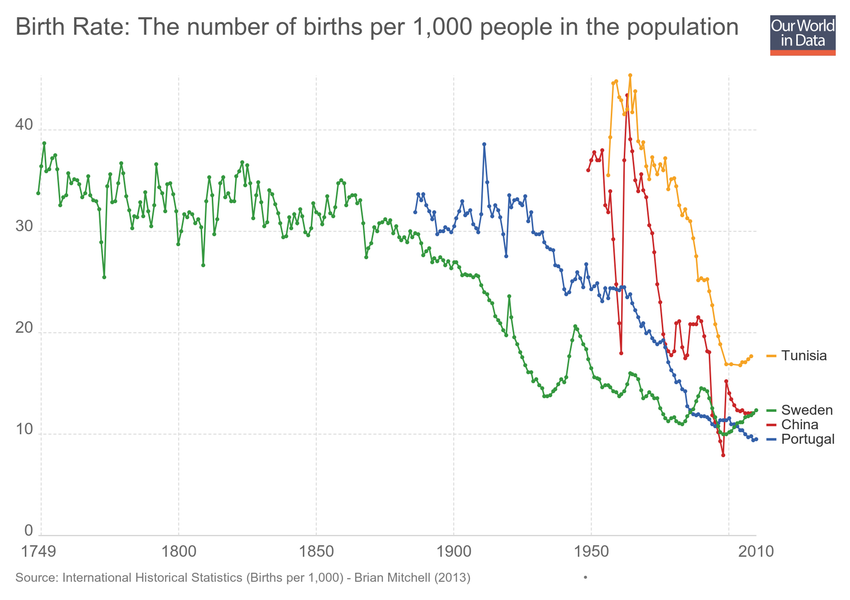 Birth Rate: The number of births per 1,000 people in the population
Our World
in Data
40
30
20
10
0
1749
1800
1850
1900
1950
2010
Tunisia
Sweden
China
Portugal
Source: International Historical Statistics (Births per 1,000) - Brian Mitchell (2013)